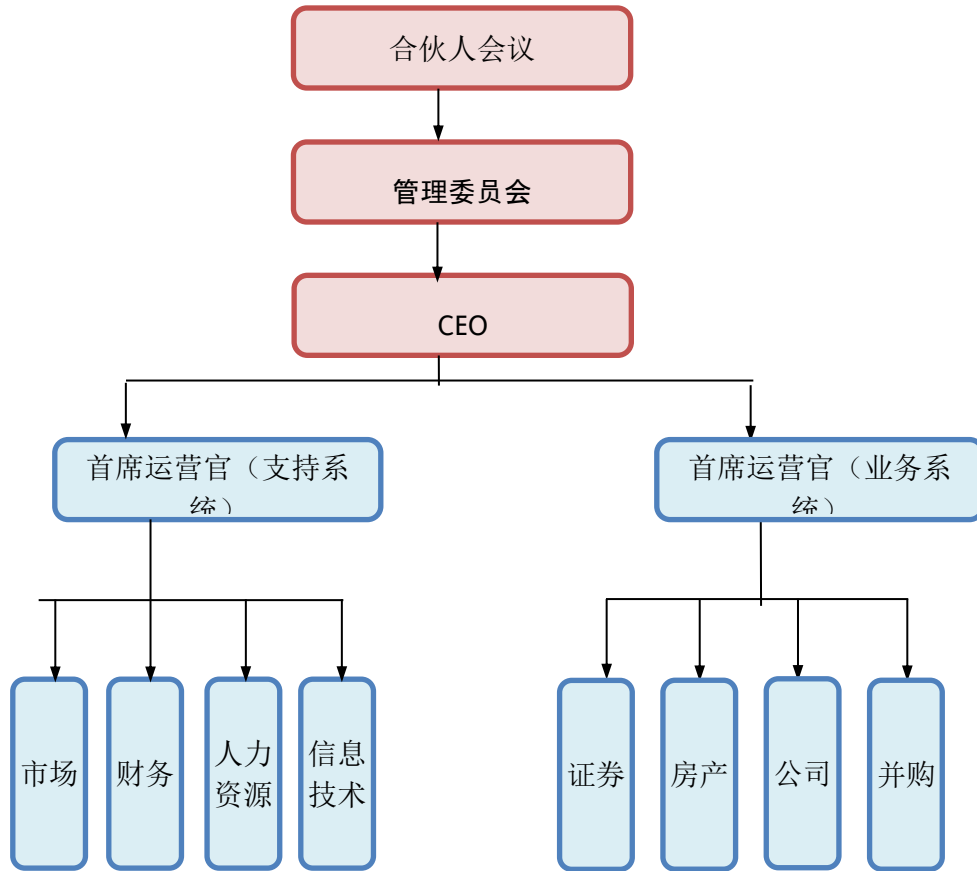 合伙人会议
管理委员会
CEO
首席运营官（支持系
统）
首席运营官（业务系
统）
市场
财务
人力
资源
信息
技术
证券
房产
公司
并购